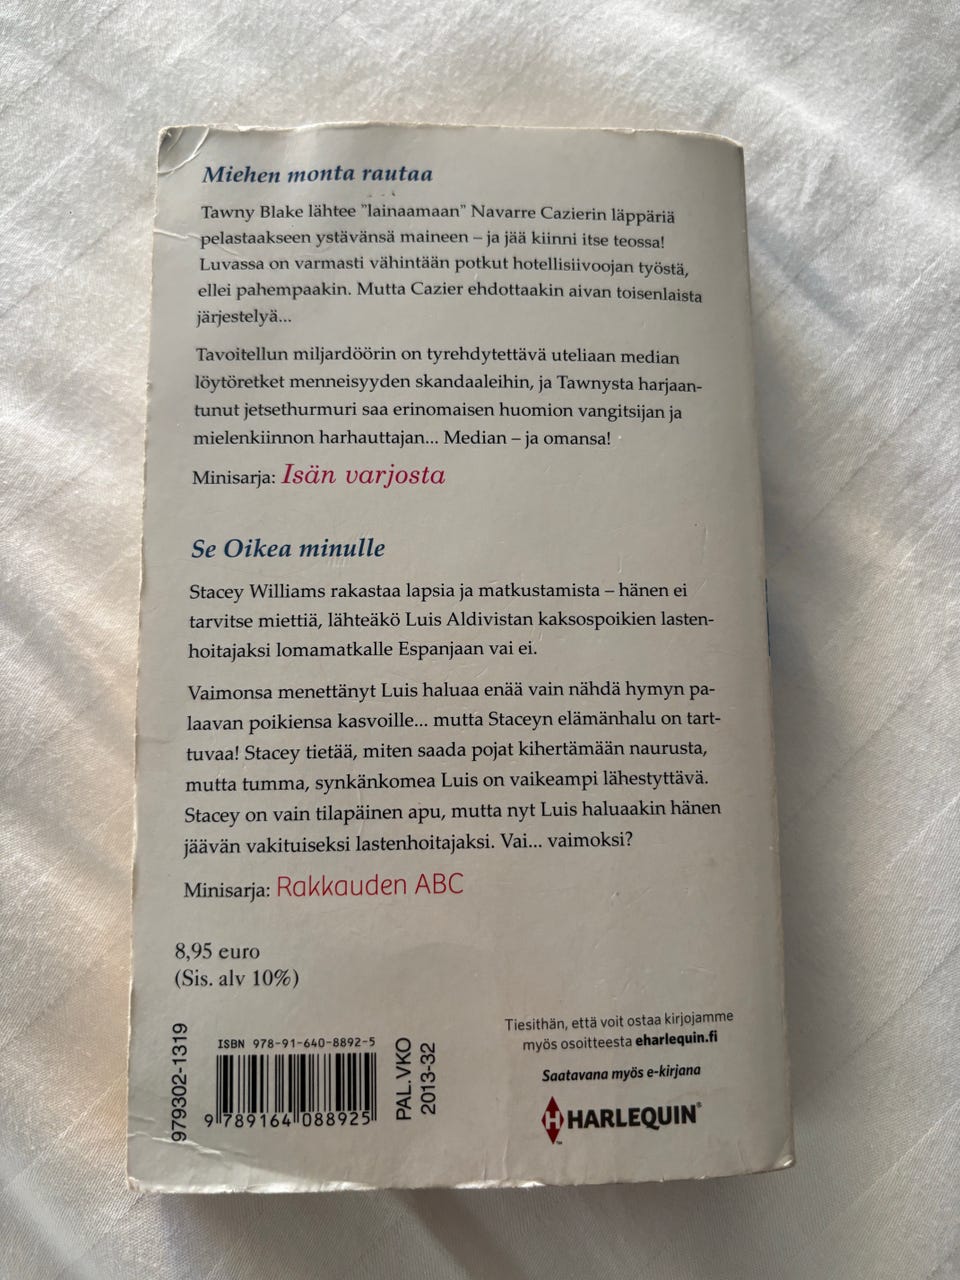 Miehen monta rautaa
Tawny Blake lähtee ”lainaamaan” Navarre Cazierin läppäriä
pelastaakseen ystävänsä maineen – ja jää kiinni itse teossa!
Luvassa on varmasti vähintään potkut hotellisiivoojan työstä,
ellei pahempaakin. Mutta Cazier ehdottaakin aivan toisenlaista
järjestelyä...
Tavoitellun miljardöörin on tyrehdytettävä uteliaan median
löytöretket menneisyyden skandaaleihin, ja Tawnysta harjaan-
tunut jetsethurmuri saa erinomaisen huomion vangitsijan ja
mielenkiinnon harhauttajan... Median – ja omansa!
Minisarja: Isän varjosta
Se Oikea minulle
Stacey Williams rakastaa lapsia ja matkustamista – hänen ei
tarvitse miettiä, lähteäkö Luis Aldivistan kaksospoikien lasten-
hoitajaksi lomamatkalle Espanjaan vai ei.
Vaimonsa menettänyt Luis haluaa enää vain nähdä hymyn pa-
laavan poikiensa kasvoille... mutta Staceyn elämänhalu on tart-
tuvaa! Stacey tietää, miten saada pojat kihertämään naurusta,
mutta tumma, synkänkomea Luis on vaikeampi lähestyttävä.
Stacey on vain tilapäinen apu, mutta nyt Luis haluaakin hänen
jäävän vakituiseksi lastenhoitajaksi. Vai... vaimoksi?
Minisarja: Rakkauden ABC
8,95 euro
(Sis. alv 10%)
979302-1319
ISBN 978-91-640-8892-5
9 789164 088925
PAL.VKO
2013-32
Tiesithän, että voit ostaa kirjojamme
myös osoitteesta eharlequin.fi
Saatavana myös e-kirjana
H HARLEQUIN®
™